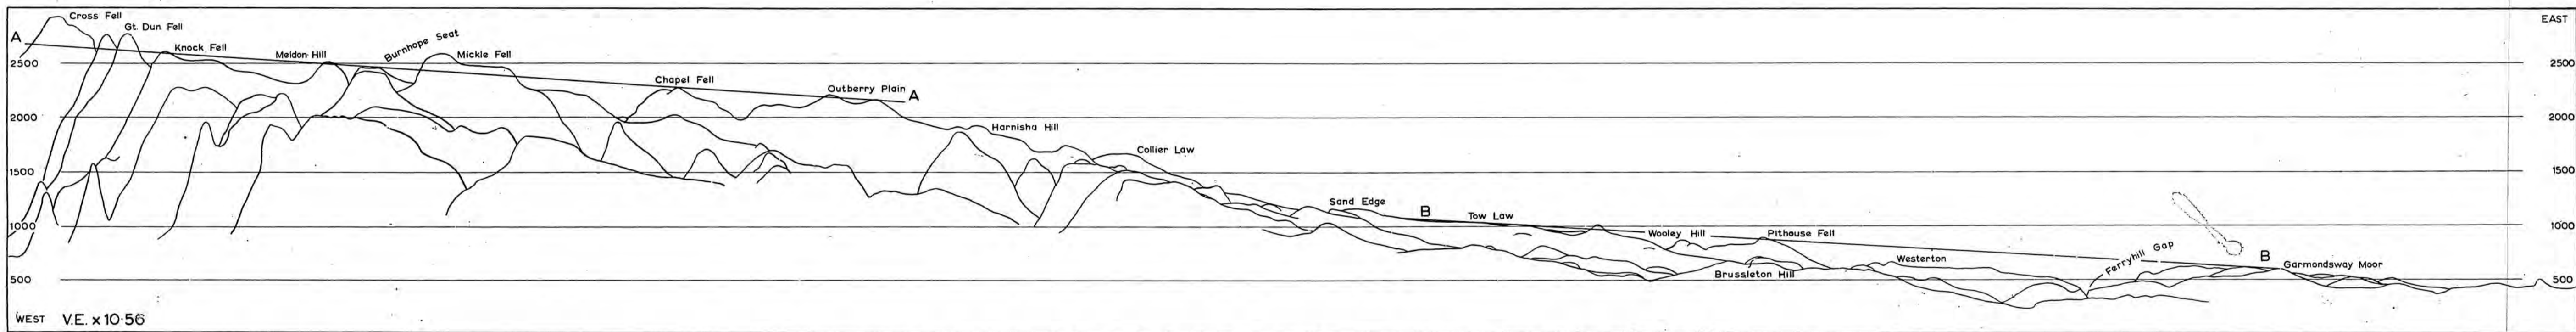 EAST
Cross Fell
Gt. Dun Fell
A
Knock Fell
Meldon Hill
Burnhope Seat
Mickle Fell
2500
2500
Chapel Fell
Outberry Plain
A
2000
2000
Harnisha Hill
Collier Law
1500
1500
Sand Edge
B
Tow Law
1000
1000
Wooley Hill
Pithouse Fell
Westerton
Ferryhill Gap
B
Garmondsway Moor
Brussleton Hill
500
500
WEST V.E. x 10·56